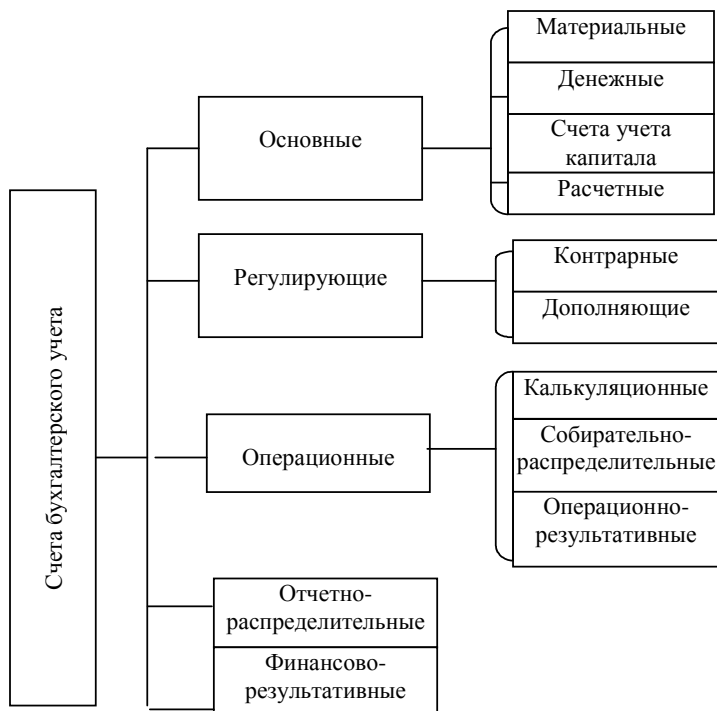 Счета бухгалтерского учета
Основные
Материальные
Денежные
Счета учета
капитала
Расчетные
Регулирующие
Контрарные
Дополняющие
Операционные
Калькуляционные
Собирательно-
распределительные
Операционно-
результативные
Отчетно-
распределительные
Финансово-
результативные